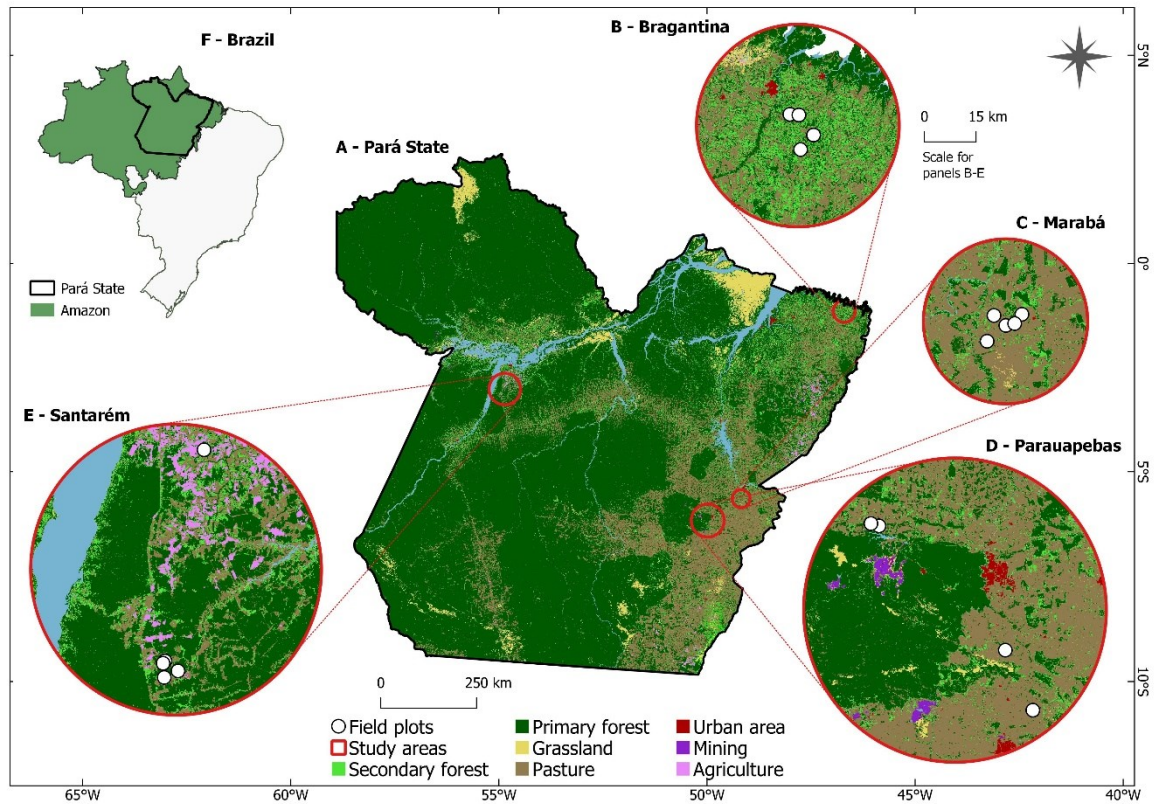 F - Brazil
Pará State
Amazon
A - Pará State
B - Bragantina
0 15 km
Scale for
panels B-E
C - Marabá
D - Parauapebas
E - Santarém
0 250 km
Field plots
Study areas
Secondary forest
Primary forest
Grassland
Pasture
Urban area
Mining
Agriculture
5°N
0°
5°S
10°S
65°W 60°W 55°W 50°W 45°W 40°W